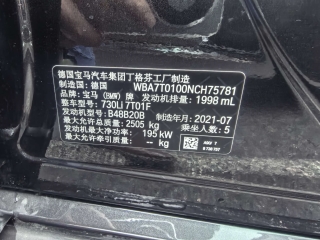 德国宝马汽车集团丁格芬工厂制造
德国制造 WBA7T0100NCH75781
品牌: 宝马 (BMW) 牌 发动机排量: 1998 mL
整车型号: 730Li 7T01F
发动机型号: B48B20B 制造年月: 2021-07
最大允许总质量: 2505 kg 乘坐人数: 5
发动机最大净功率: 195 kW
最大允许牵引质量: -- kg